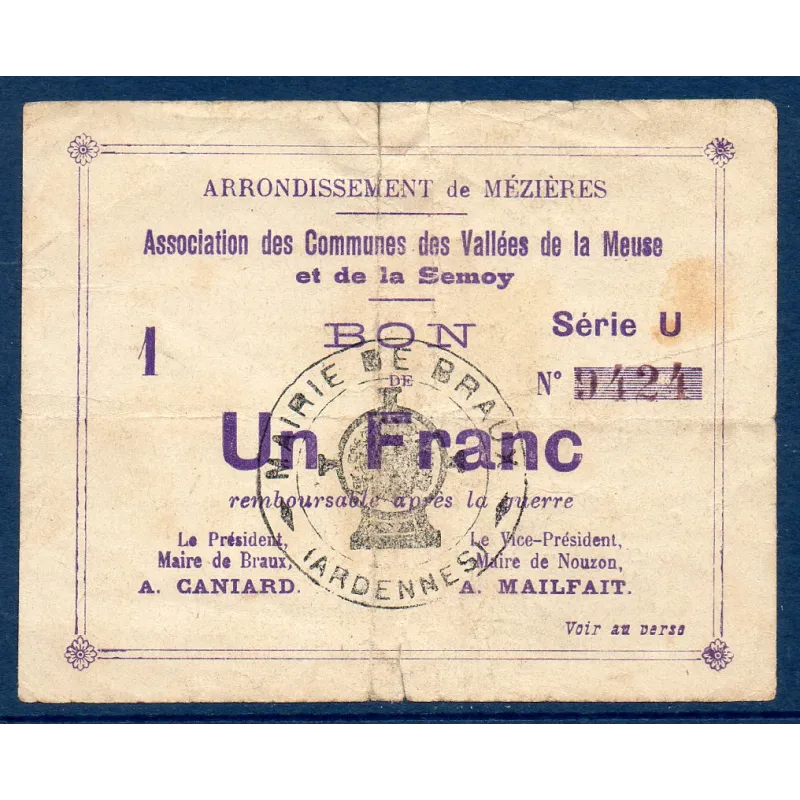 ARRONDISSEMENT de MÉZIÈRES
Association des Communes des Vallées de la Meuse
et de la Semoy
1
BON
Série U
DE
N° 9424
Un Franc
remboursable après la guerre
Le Président,
Maire de Braux,
A. CANIARD.
Le Vice-Président,
Maire de Nouzon,
A. MAILFAIT.
Voir au verso
MAIRIE DE BRAUX
(ARDENNES)